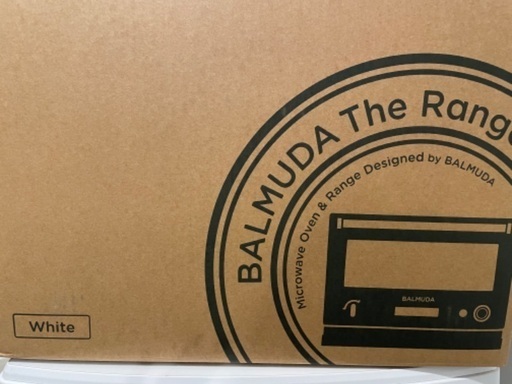 BALMUDA The Range
Microwave Oven & Range Designed by BALMUDA
BALMUDA
White